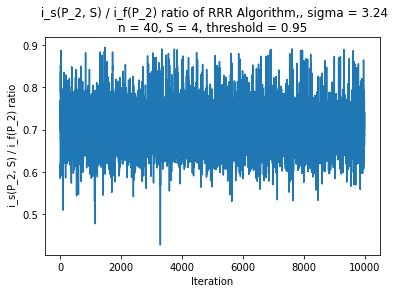 i_s(P_2, S) / i_f(P_2) ratio of RRR Algorithm,, sigma = 3.24
n = 40, S = 4, threshold = 0.95
i_s(P_2, S) / i_f(P_2) ratio
0.9
0.8
0.7
0.6
0.5
0 2000 4000 6000 8000 10000
Iteration